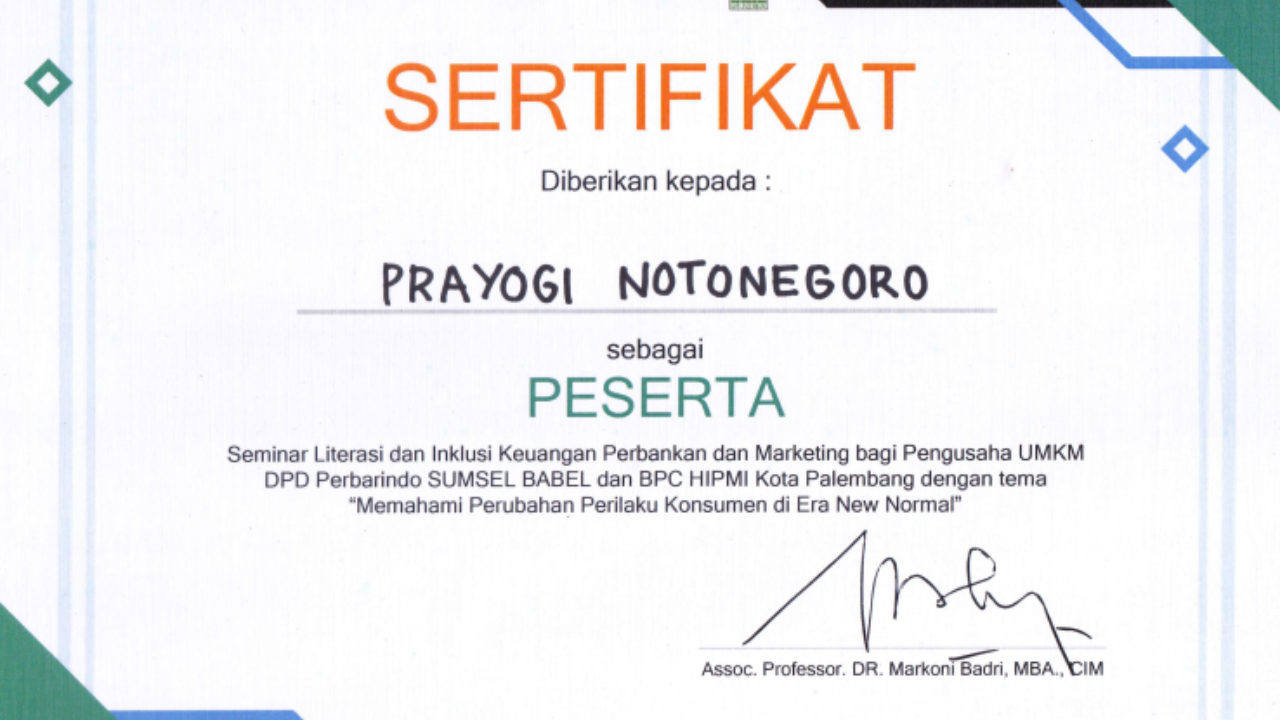 SERTIFIKAT
Diberikan kepada :
PRAYOGI NOTONEGORO
sebagai
PESERTA
Seminar Literasi dan Inklusi Keuangan Perbankan dan Marketing bagi Pengusaha UMKM
DPD Perbarindo SUMSEL BABEL dan BPC HIPMI Kota Palembang dengan tema
“Memahami Perubahan Perilaku Konsumen di Era New Normal”
Assoc. Professor. DR. Markoni Badri, MBA., CIM